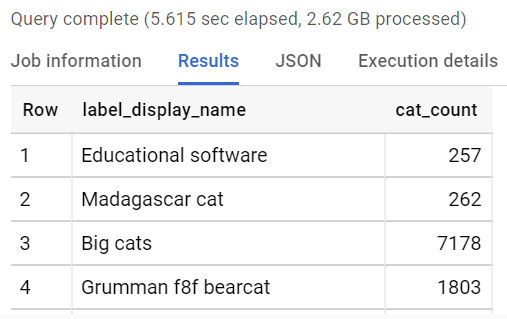 Query complete (5.615 sec elapsed, 2.62 GB processed)
Job information Results JSON Execution details
Row label_display_name cat_count
1 Educational software 257
2 Madagascar cat 262
3 Big cats 7178
4 Grumman f8f bearcat 1803